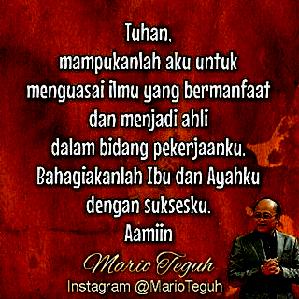 Tuhan,
mampukanlah aku untuk
menguasai ilmu yang bermanfaat
dan menjadi ahli
dalam bidang pekerjaanku.
Bahagiakanlah Ibu dan Ayahku
dengan suksesku.
Aamiin
Mario Teguh
Instagram @MarioTeguh